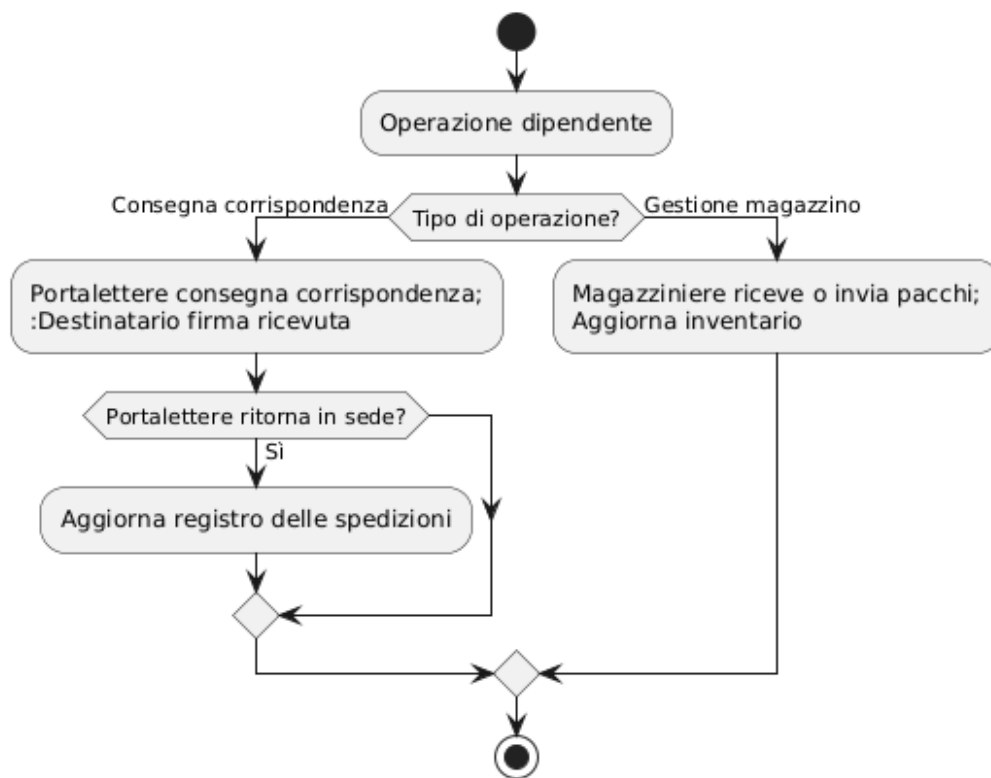 Operazione dipendente
Consegna corrispondenza
Tipo di operazione?
Gestione magazzino
Portalettere consegna corrispondenza;
:Destinatario firma ricevuta
Magazziniere riceve o invia pacchi;
Aggiorna inventario
Portalettere ritorna in sede?
Sì
Aggiorna registro delle spedizioni